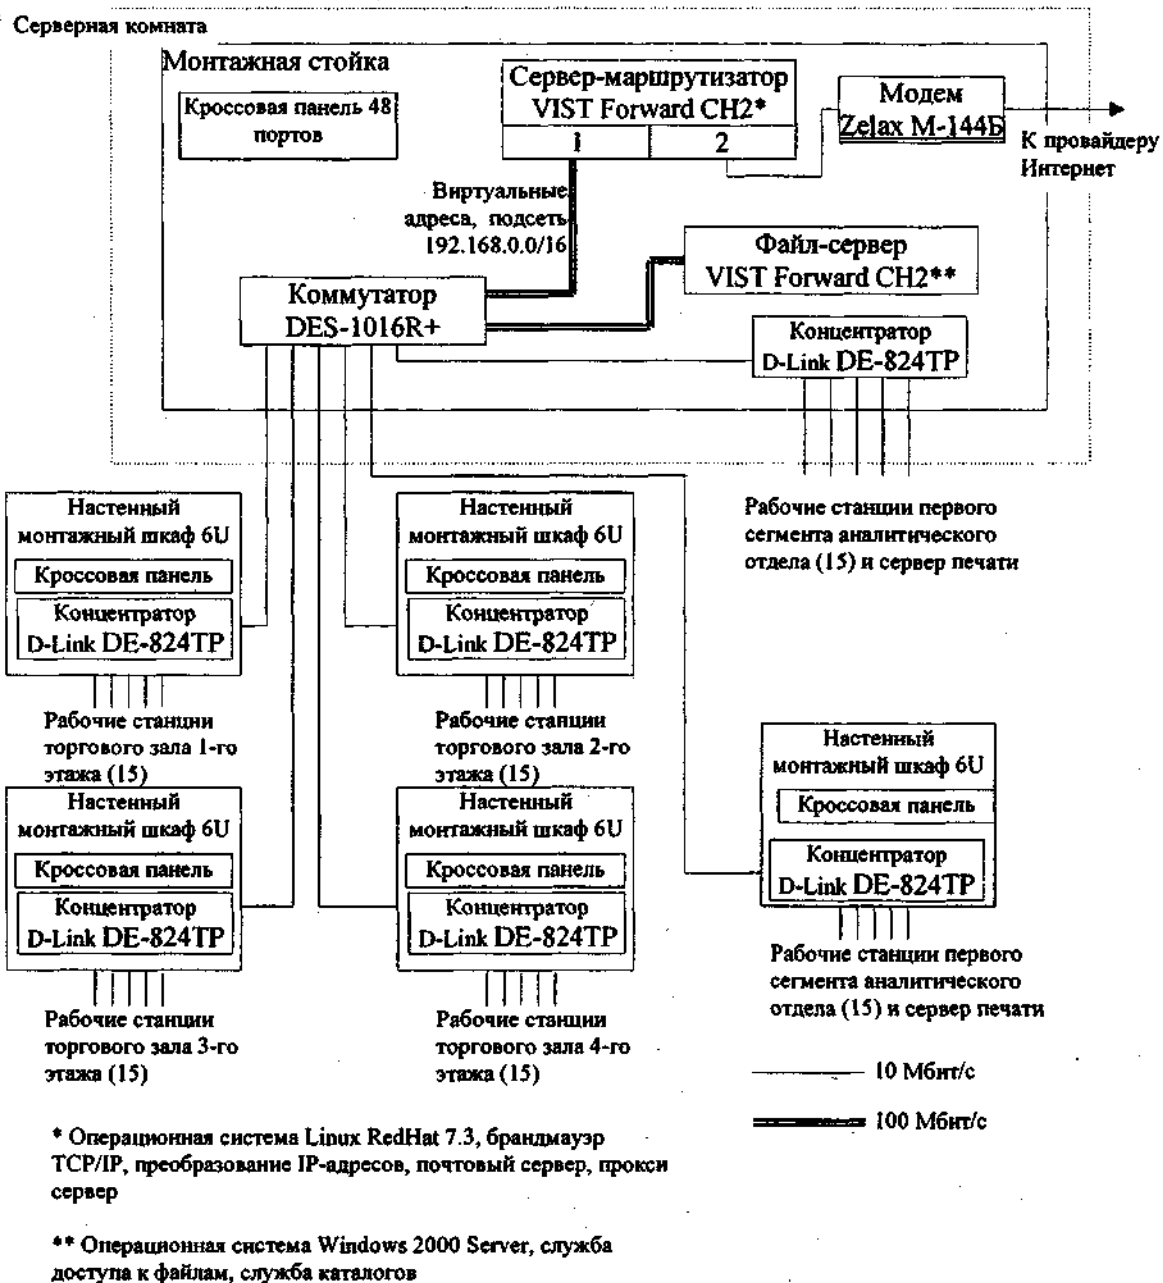 Серверная комната
Монтажная стойка
Кроссовая панель 48
портов
Сервер-маршрутизатор
VIST Forward CH2*
1
2
Модем
Zelax М-144Б
К провайдеру
Интернет
Виртуальные
адреса, подсеть
192.168.0.0/16
Файл-сервер
VIST Forward CH2**
Коммутатор
DES-1016R+
Концентратор
D-Link DE-824TP
Рабочие станции первого
сегмента аналитического
отдела (15) и сервер печати
Настенный
монтажный шкаф 6U
Кроссовая панель
Концентратор
D-Link DE-824TP
Рабочие станции
торгового зала 1-го
этажа (15)
Настенный
монтажный шкаф 6U
Кроссовая панель
Концентратор
D-Link DE-824TP
Рабочие станции
торгового зала 2-го
этажа (15)
Настенный
монтажный шкаф 6U
Кроссовая панель
Концентратор
D-Link DE-824TP
Рабочие станции
торгового зала 3-го
этажа (15)
Настенный
монтажный шкаф 6U
Кроссовая панель
Концентратор
D-Link DE-824TP
Рабочие станции
торгового зала 4-го
этажа (15)
Настенный
монтажный шкаф 6U
Кроссовая панель
Концентратор
D-Link DE-824TP
Рабочие станции первого
сегмента аналитического
отдела (15) и сервер печати
10 Мбит/с
100 Мбит/с
* Операционная система Linux RedHat 7.3, брандмауэр
TCP/IP, преобразование IP-адресов, почтовый сервер, прокси
сервер
** Операционная система Windows 2000 Server, служба
доступа к файлам, служба каталогов